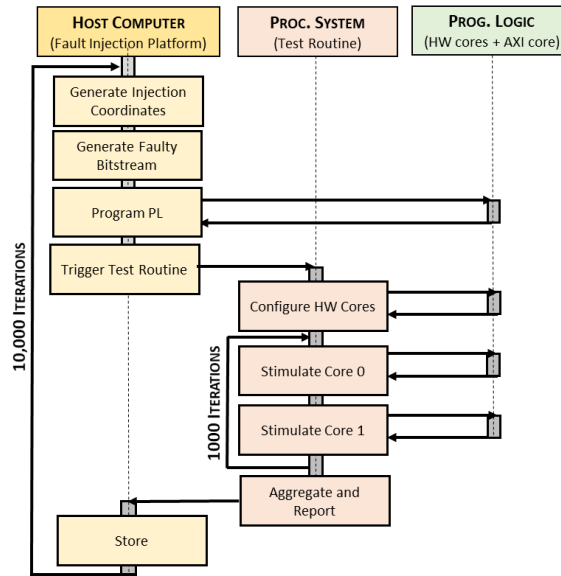 HOST COMPUTER
(Fault Injection Platform)
PROC. SYSTEM
(Test Routine)
PROG. LOGIC
(HW cores + AXI core)
Generate Injection
Coordinates
Generate Faulty
Bitstream
Program PL
Trigger Test Routine
Configure HW Cores
10,000 ITERATIONS
Stimulate Core 0
1000 ITERATIONS
Stimulate Core 1
Aggregate and
Report
Store